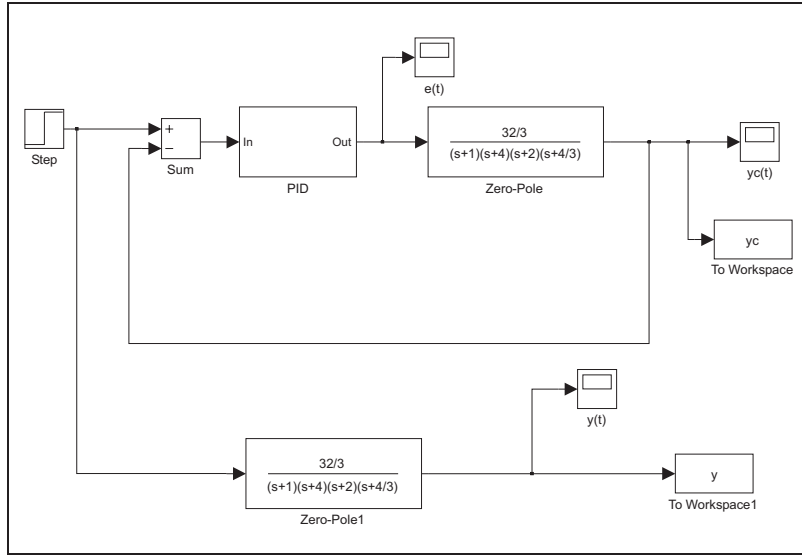 e(t)
Step
+
−
Sum
In
Out
PID
32/3
(s+1)(s+4)(s+2)(s+4/3)
Zero-Pole
yc(t)
yc
To Workspace
y(t)
32/3
(s+1)(s+4)(s+2)(s+4/3)
Zero-Pole1
y
To Workspace1